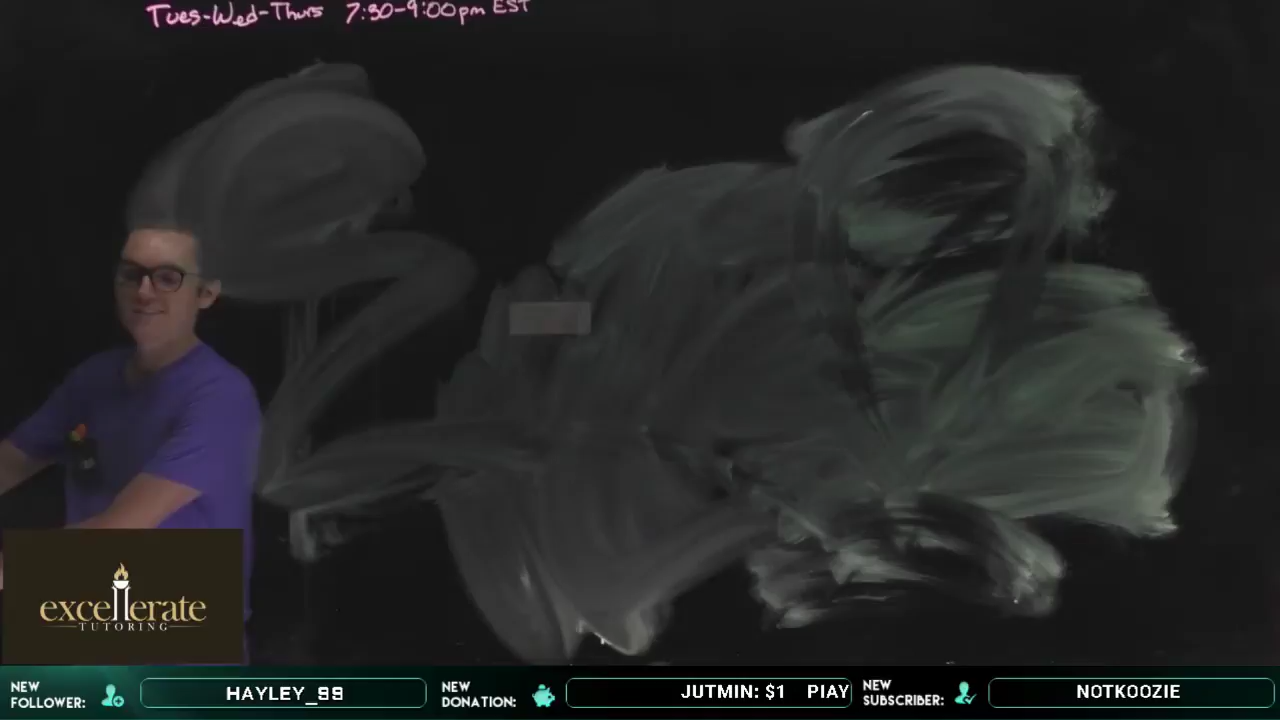 Tues-Wed-Thurs 7:30-9:00pm EST
excellerate
TUTORING
NEW FOLLOWER:
HAYLEY_99
NEW DONATION:
JUTMIN: $1 PIAY
NEW SUBSCRIBER:
NOTKOOZIE